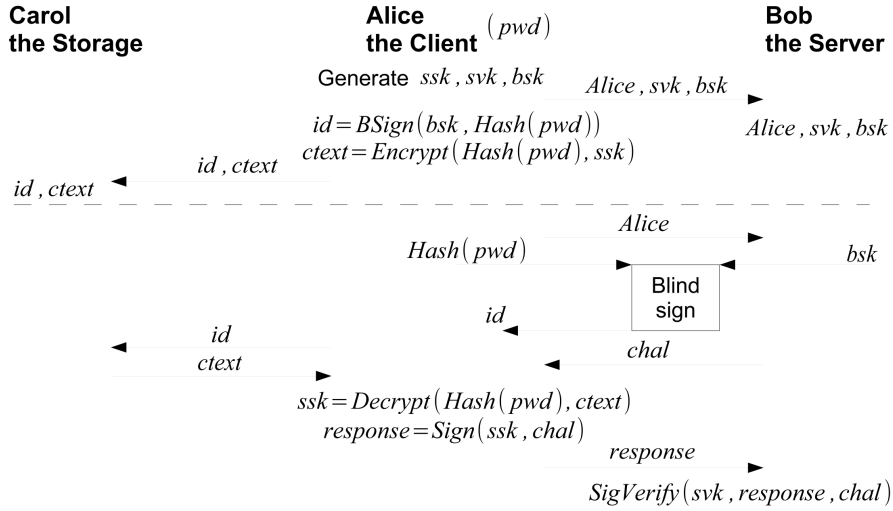 Carol
the Storage
Alice
the Client (pwd)
Bob
the Server
Generate ssk , svk , bsk
Alice , svk , bsk
id = BSign(bsk , Hash(pwd))
Alice , svk , bsk
ctext = Encrypt(Hash(pwd), ssk)
id , ctext
id , ctext
Alice
Hash(pwd)
bsk
Blind
sign
id
id
chal
ctext
ssk = Decrypt(Hash(pwd), ctext)
response = Sign(ssk , chal)
response
SigVerify(svk , response , chal)